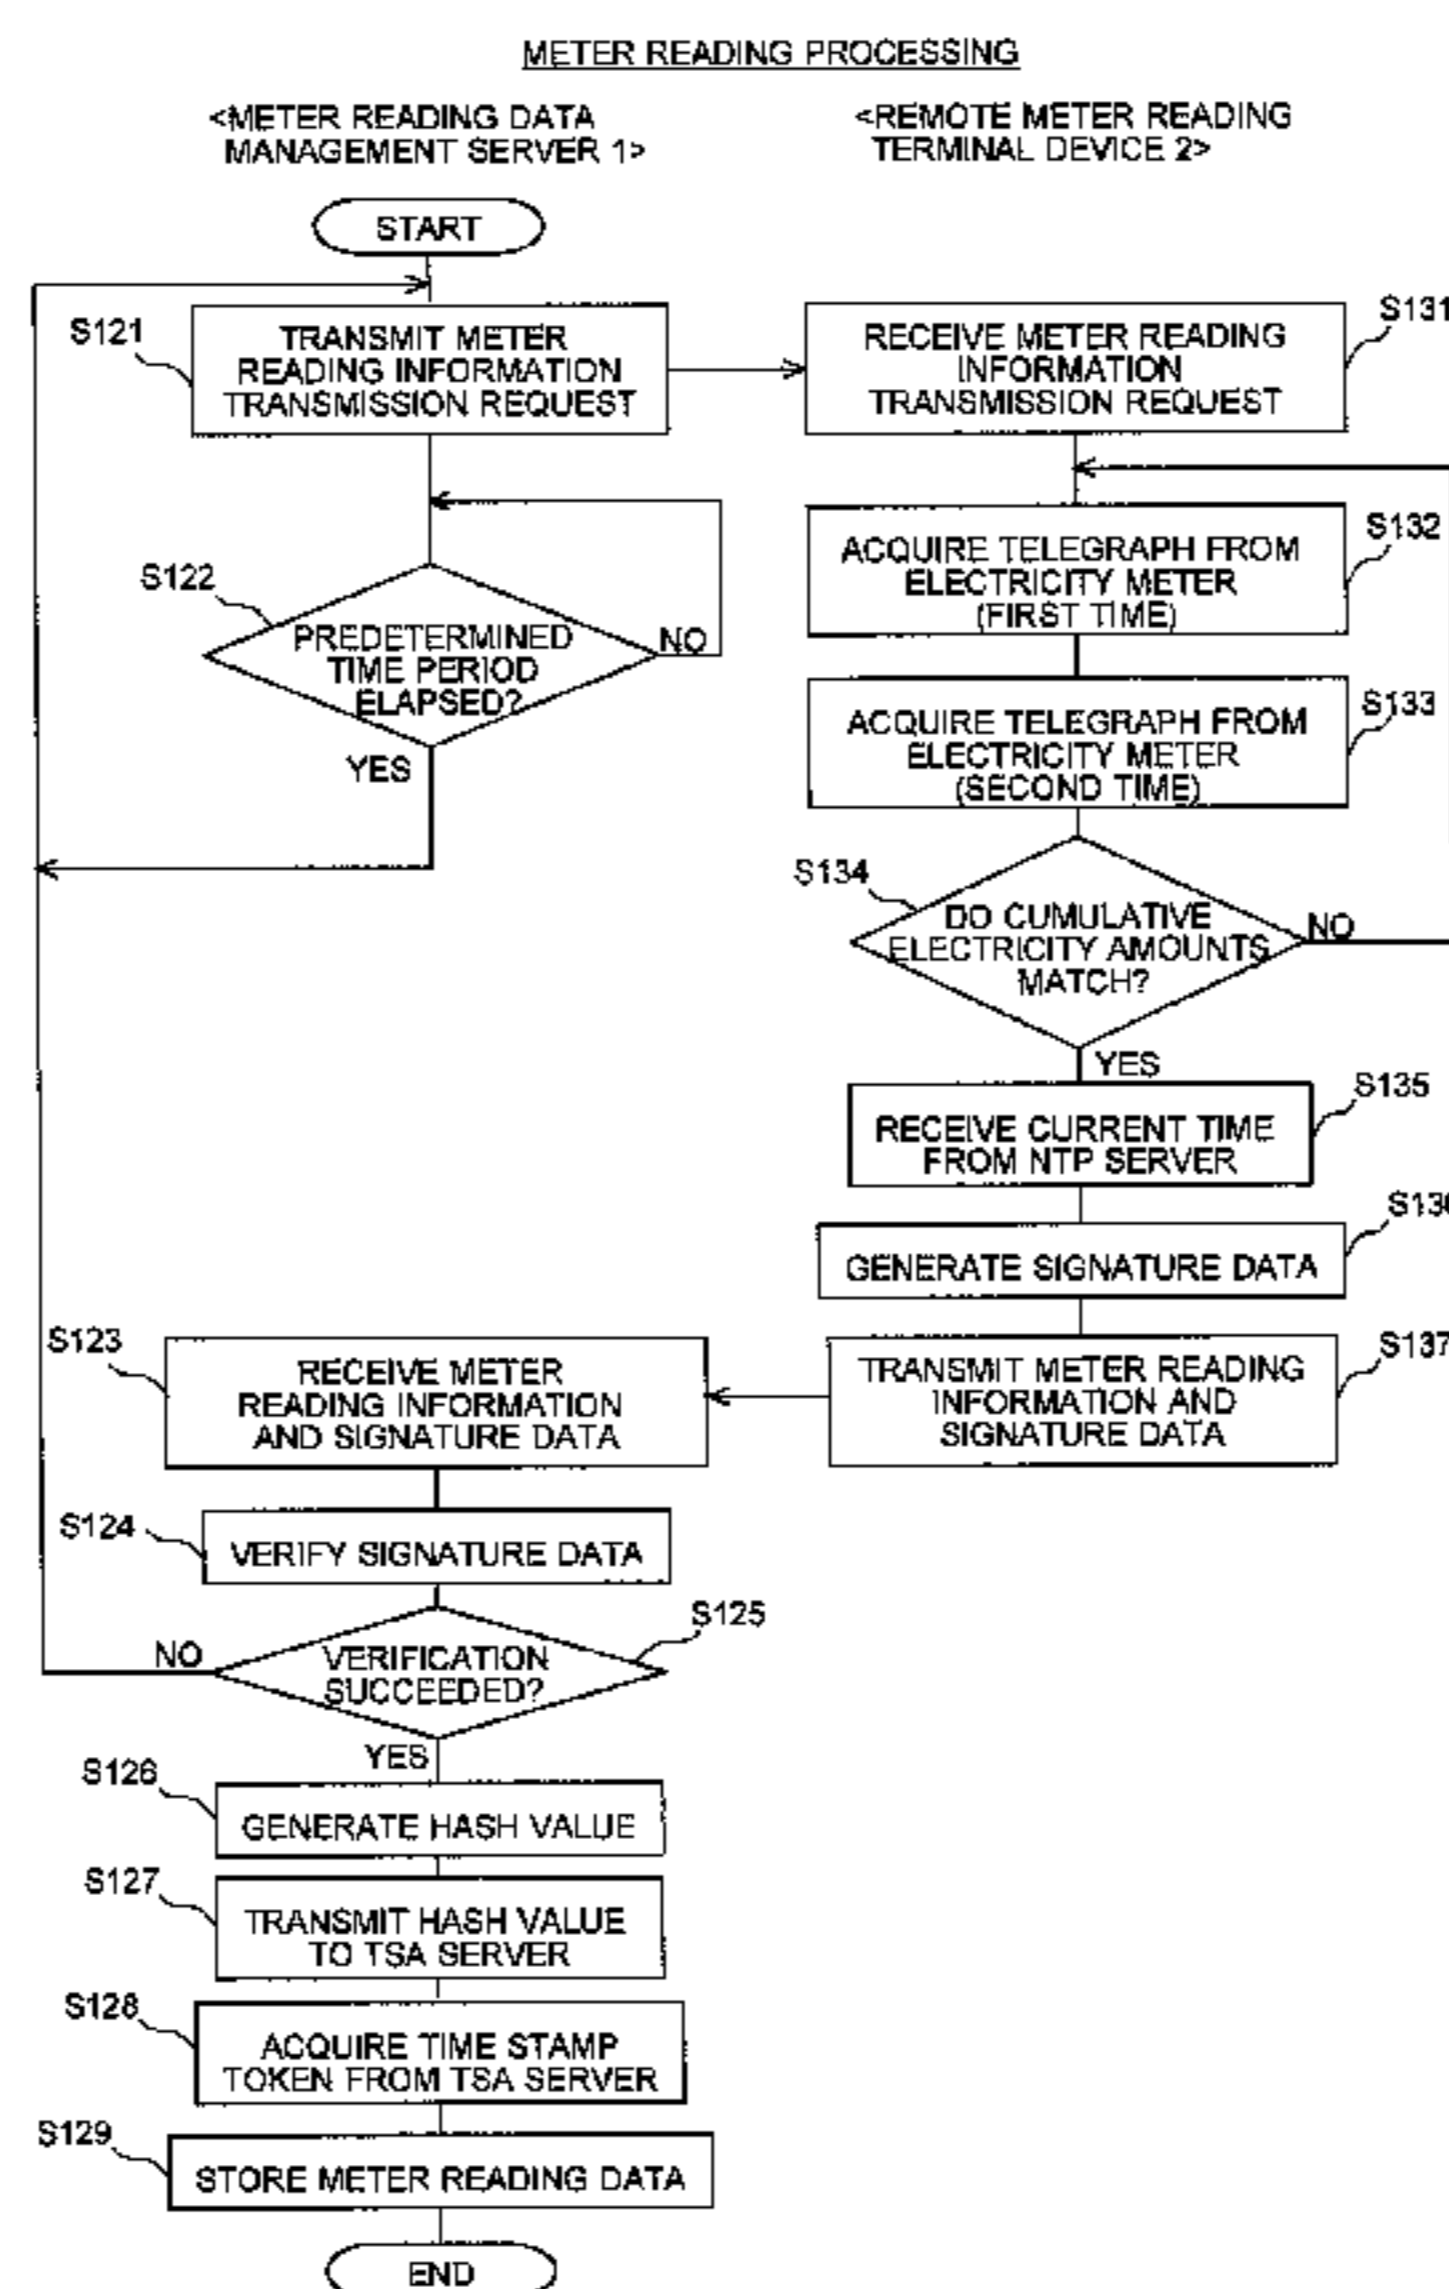 METER READING PROCESSING
<METER READING DATA
MANAGEMENT SERVER 1>
<REMOTE METER READING
TERMINAL DEVICE 2>
START
S121
TRANSMIT METER
READING INFORMATION
TRANSMISSION REQUEST
S131
RECEIVE METER READING
INFORMATION
TRANSMISSION REQUEST
S122
PREDETERMINED
TIME PERIOD
ELAPSED?
NO
YES
S132
ACQUIRE TELEGRAPH FROM
ELECTRICITY METER
(FIRST TIME)
S133
ACQUIRE TELEGRAPH FROM
ELECTRICITY METER
(SECOND TIME)
S134
DO CUMULATIVE
ELECTRICITY AMOUNTS
MATCH?
NO
YES
S135
RECEIVE CURRENT TIME
FROM NTP SERVER
S136
GENERATE SIGNATURE DATA
S137
TRANSMIT METER READING
INFORMATION AND
SIGNATURE DATA
S123
RECEIVE METER
READING INFORMATION
AND SIGNATURE DATA
S124
VERIFY SIGNATURE DATA
S125
VERIFICATION
SUCCEEDED?
NO
YES
S126
GENERATE HASH VALUE
S127
TRANSMIT HASH VALUE
TO TSA SERVER
S128
ACQUIRE TIME STAMP
TOKEN FROM TSA SERVER
S129
STORE METER READING DATA
END